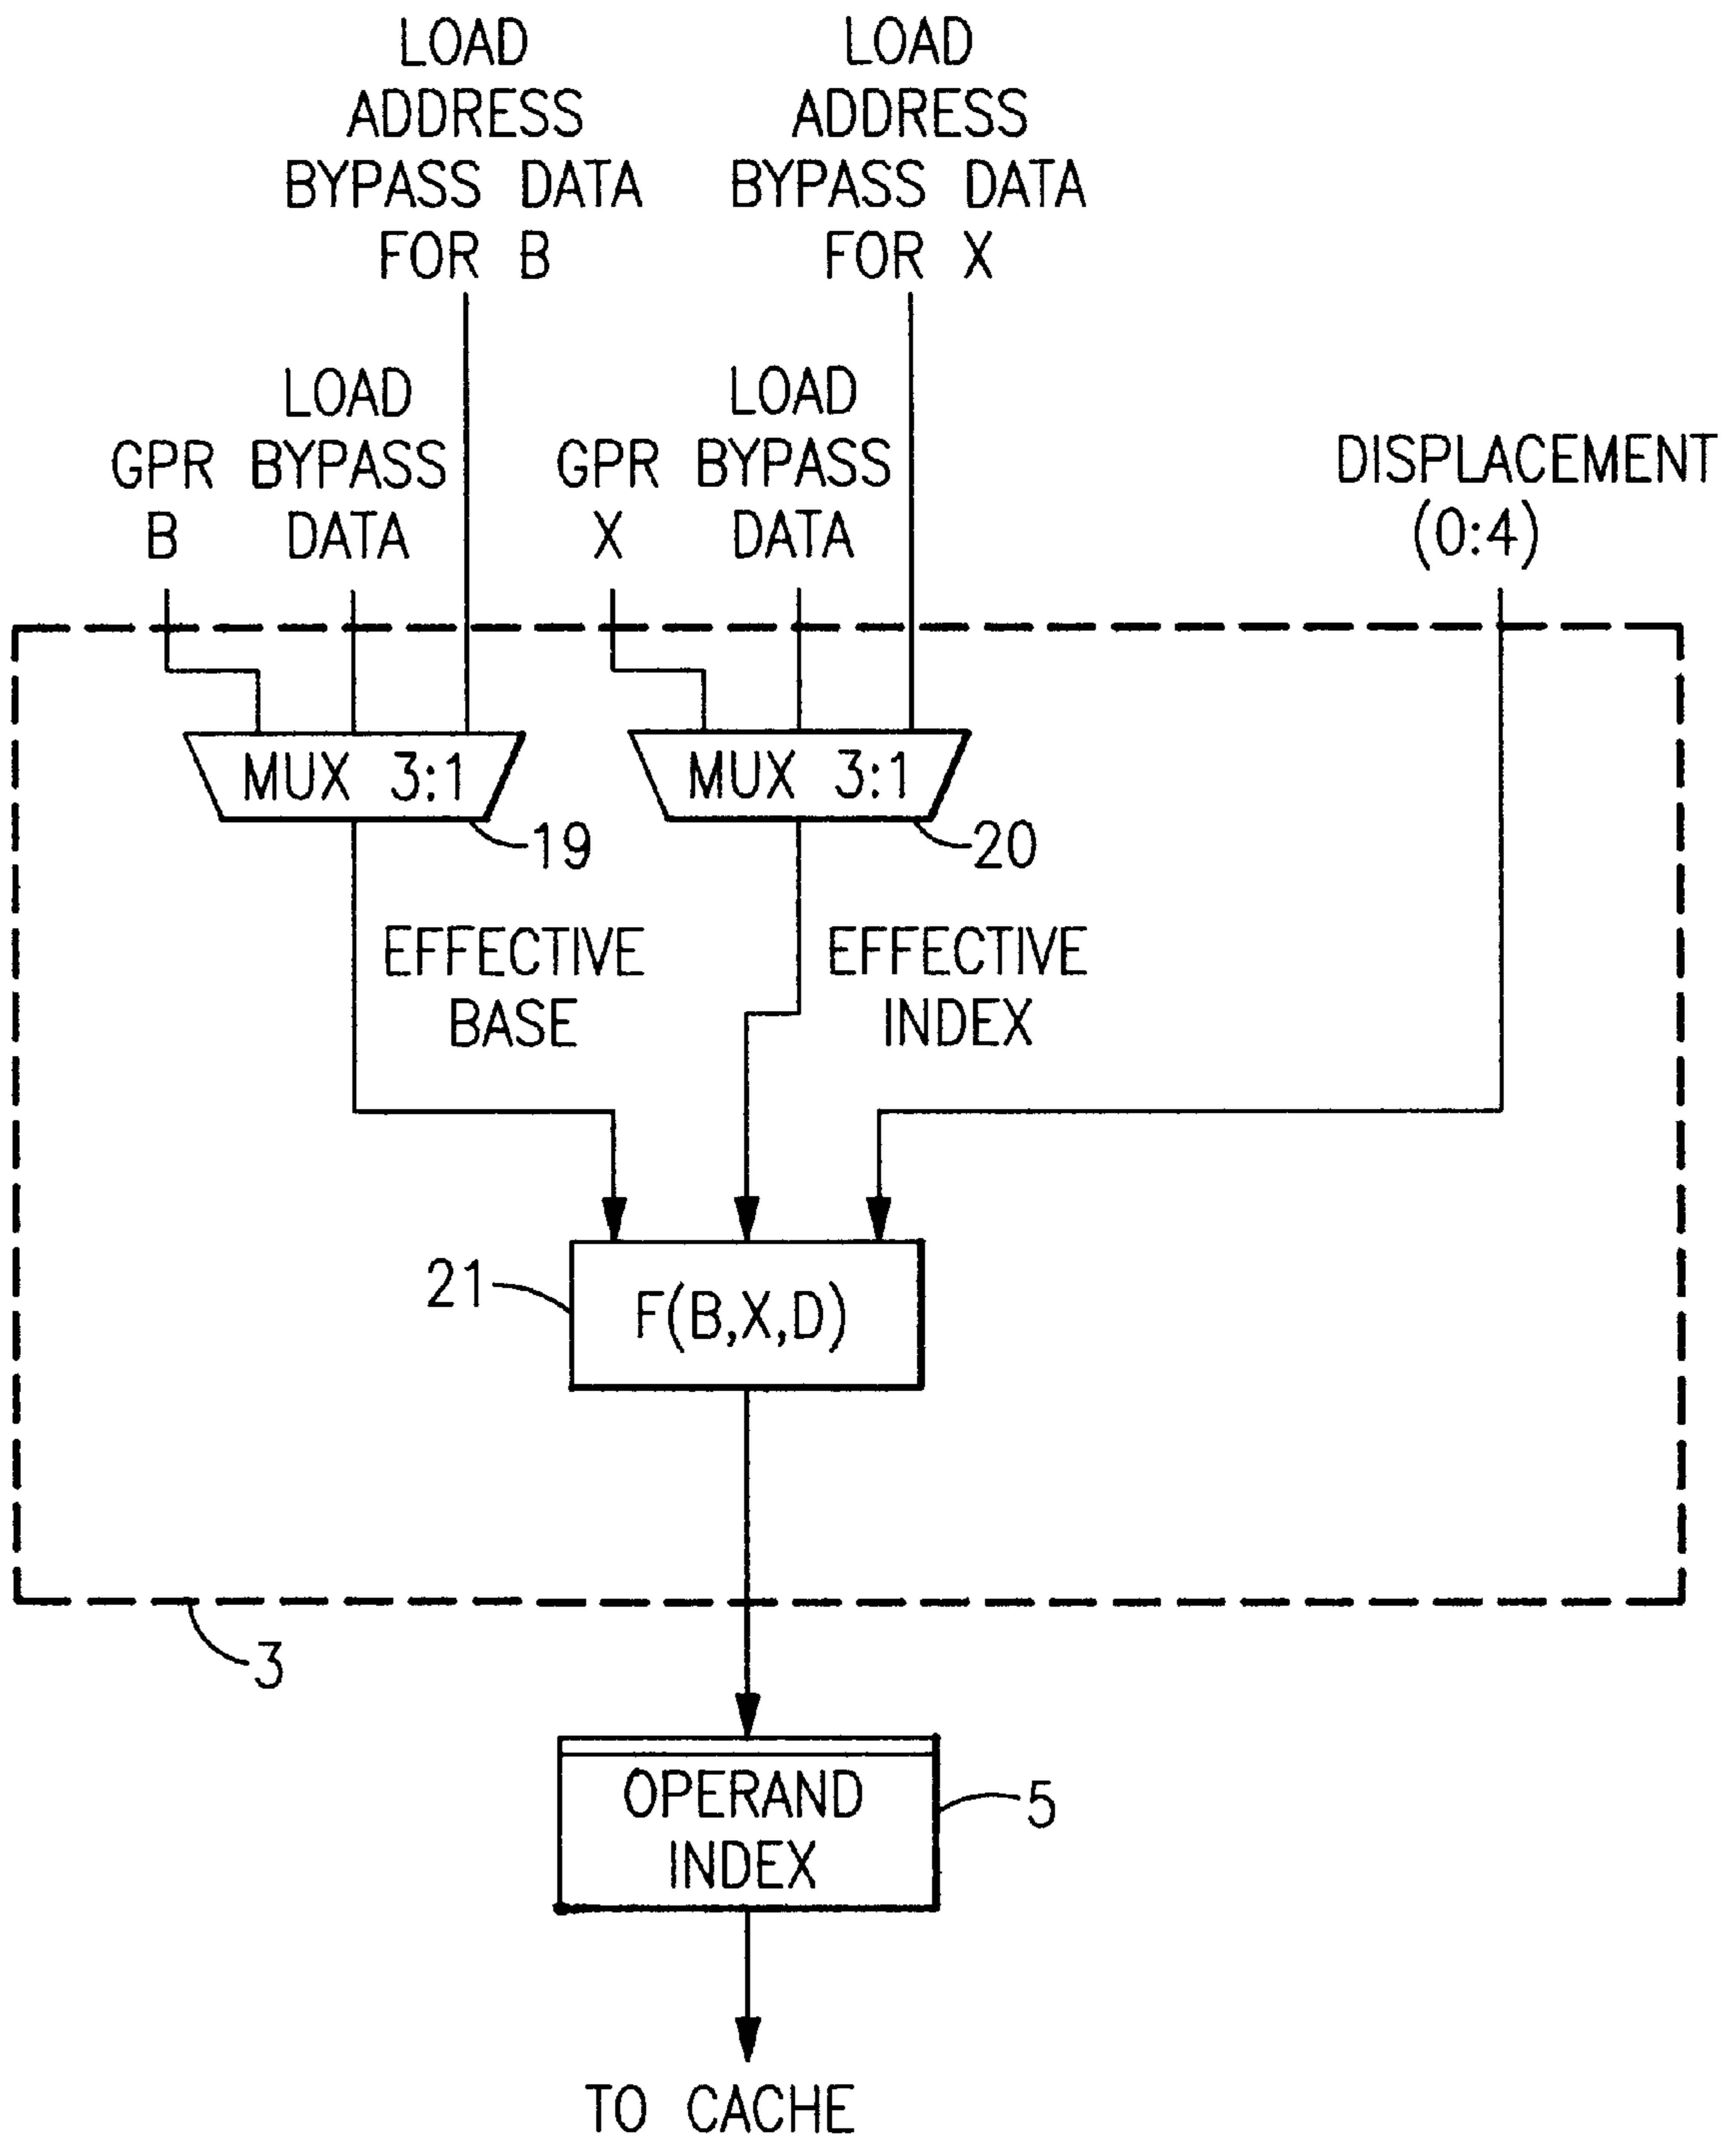 LOAD
ADDRESS
BYPASS DATA
FOR B
LOAD
ADDRESS
BYPASS DATA
FOR X
GPR
B
LOAD
BYPASS
DATA
GPR
X
LOAD
BYPASS
DATA
DISPLACEMENT
(0:4)
MUX 3:1
19
MUX 3:1
20
EFFECTIVE
BASE
EFFECTIVE
INDEX
21
F(B,X,D)
3
OPERAND
INDEX
5
TO CACHE